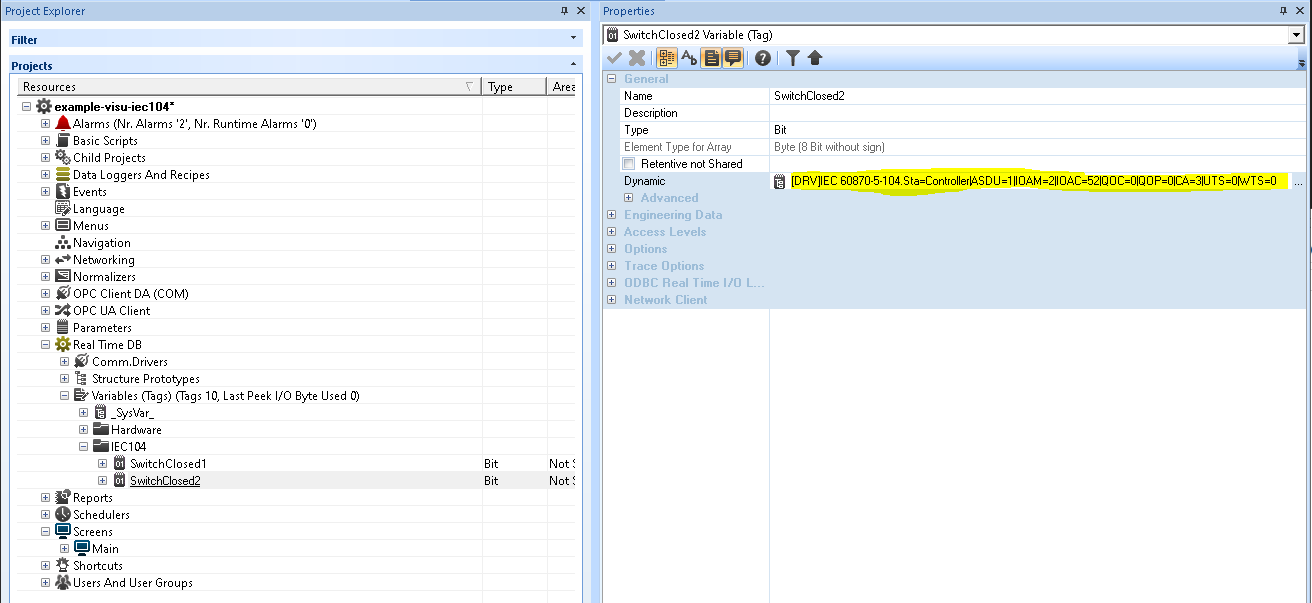 Project Explorer
Filter
Projects
Resources Type Area
example-visu-iec104*
Alarms (Nr. Alarms '2', Nr. Runtime Alarms '0')
Basic Scripts
Child Projects
Data Loggers And Recipes
Events
Language
Menus
Navigation
Networking
Normalizers
OPC Client DA (COM)
OPC UA Client
Parameters
Real Time DB
Comm.Drivers
Structure Prototypes
Variables (Tags) (Tags 10, Last Peek I/O Byte Used 0)
_SysVar_
Hardware
IEC104
SwitchClosed1 Bit Not S
SwitchClosed2 Bit Not S
Reports
Schedulers
Screens
Main
Shortcuts
Users And User Groups
Properties
SwitchClosed2 Variable (Tag)
General
Name SwitchClosed2
Description
Type Bit
Element Type for Array Byte (8 Bit without sign)
Retentive not Shared
Dynamic [DRV]IEC 60870-5-104.Sta=Controller|ASDU=1|IOAM=2|IOAC=52|QOC=0|QOP=0|CA=3|UTS=0|WTS=0 ...
Advanced
Engineering Data
Access Levels
Options
Trace Options
ODBC Real Time I/O L...
Network Client